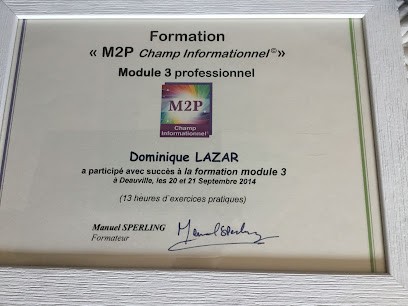 Formation
« M2P Champ Informationnel©»
Module 3 professionnel
M2P
Champ
Informationnel
Dominique LAZAR
a participé avec succès à la formation module 3
à Deauville, les 20 et 21 Septembre 2014
(13 heures d'exercices pratiques)
Manuel SPERLING
Formateur